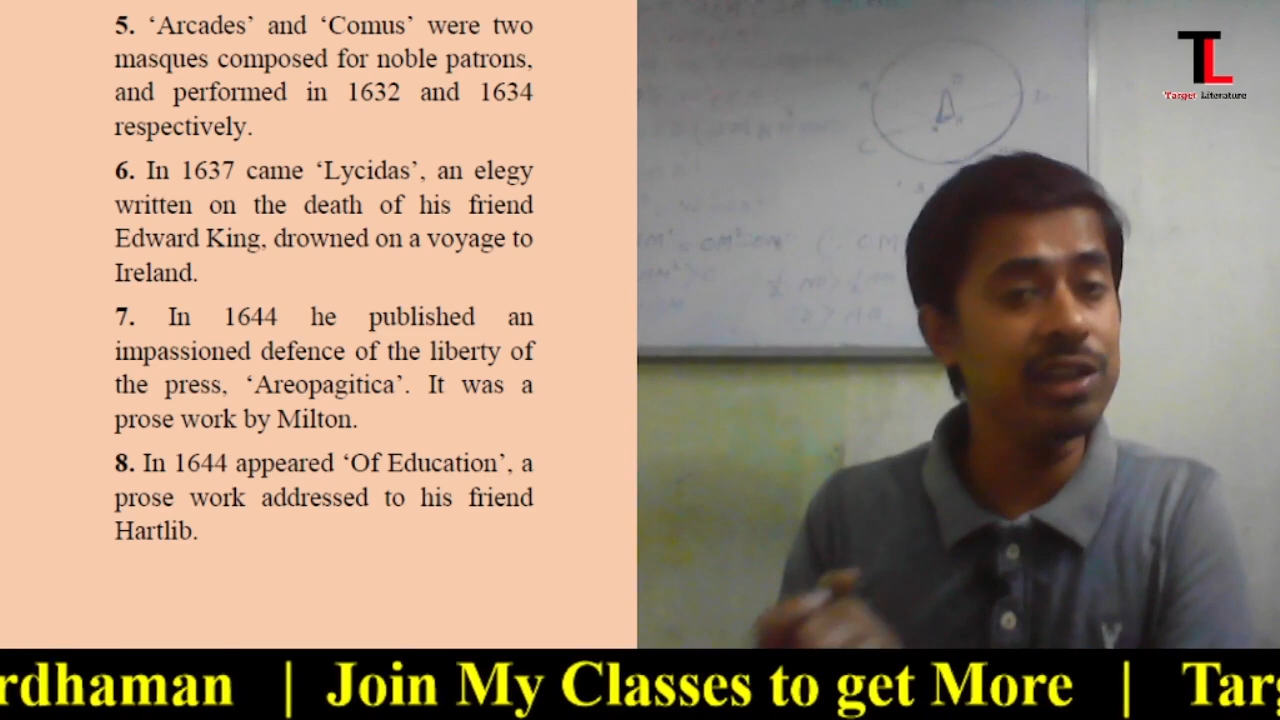 5. ‘Arcades’ and ‘Comus’ were two
masques composed for noble patrons,
and performed in 1632 and 1634
respectively.
6. In 1637 came ‘Lycidas’, an elegy
written on the death of his friend
Edward King, drowned on a voyage to
Ireland.
7. In 1644 he published an
impassioned defence of the liberty of
the press, ‘Areopagitica’. It was a
prose work by Milton.
8. In 1644 appeared ‘Of Education’, a
prose work addressed to his friend
Hartlib.
TL
Target Literature
rdhaman | Join My Classes to get More | Targ